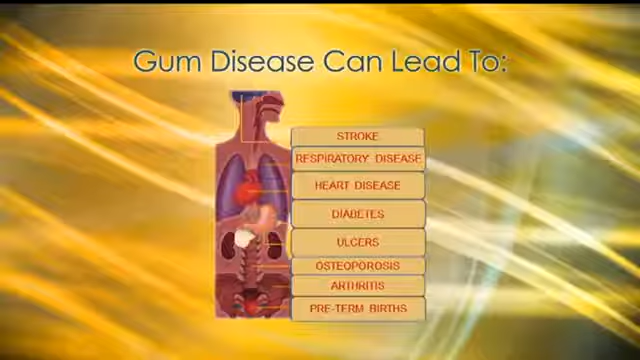 Gum Disease Can Lead To:
STROKE
RESPIRATORY DISEASE
HEART DISEASE
DIABETES
ULCERS
OSTEOPOROSIS
ARTHRITIS
PRE-TERM BIRTHS